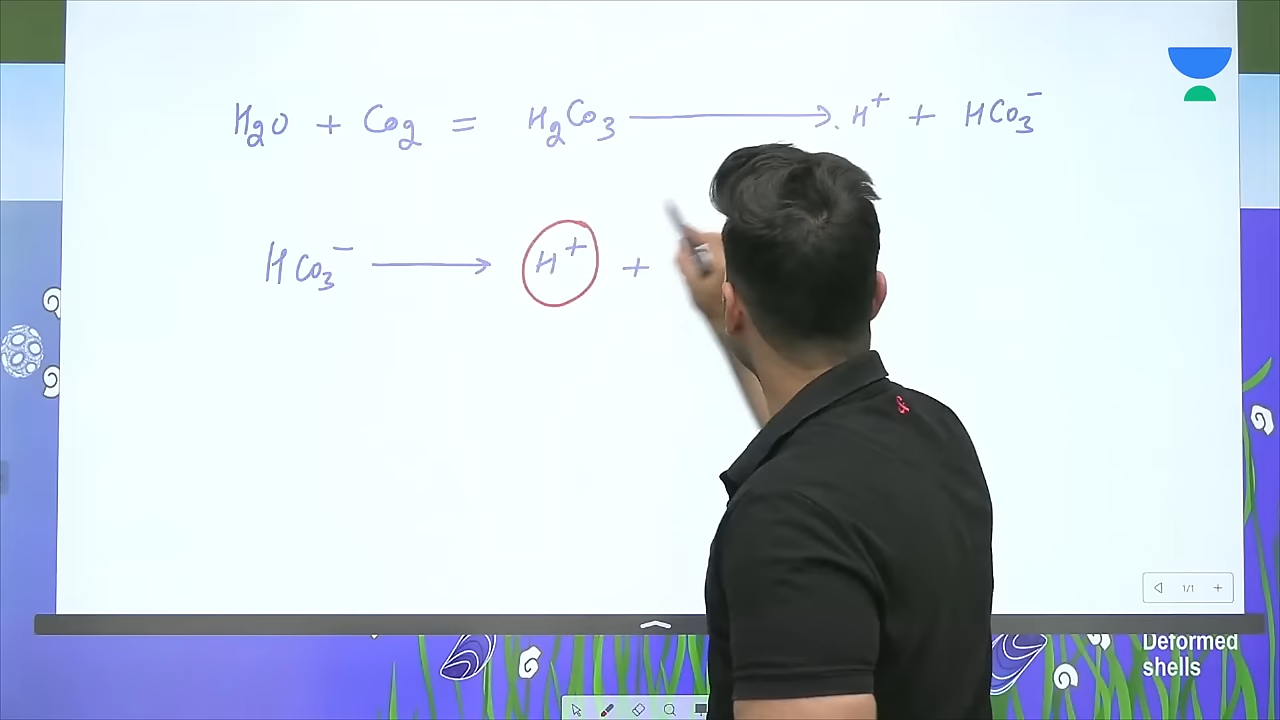 H₂O + Co₂ = H₂Co₃ ⟶ H⁺ + HCo₃⁻
HCo₃⁻ ⟶ H⁺ +
1/1 +
Deformed
shells